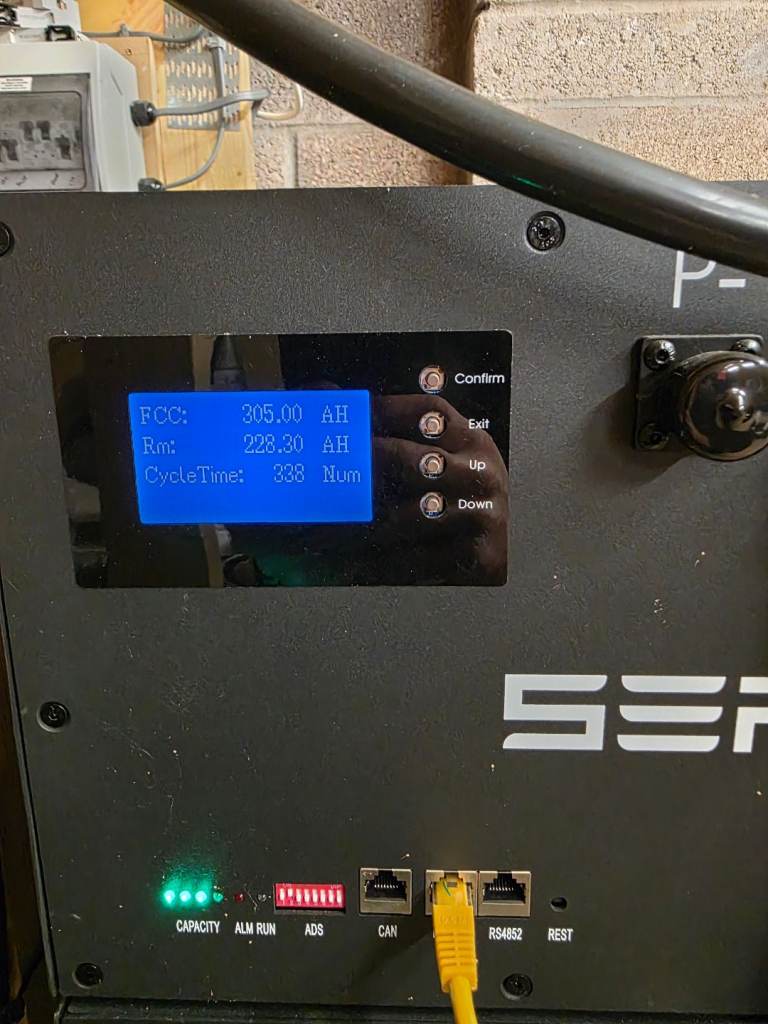 P-
Confirm
FCC: 305.00 AH
Exit
Rm: 228.30 AH
Up
CycleTime: 338 Num
Down
CAPACITY ALM RUN ADS CAN RS4852 REST